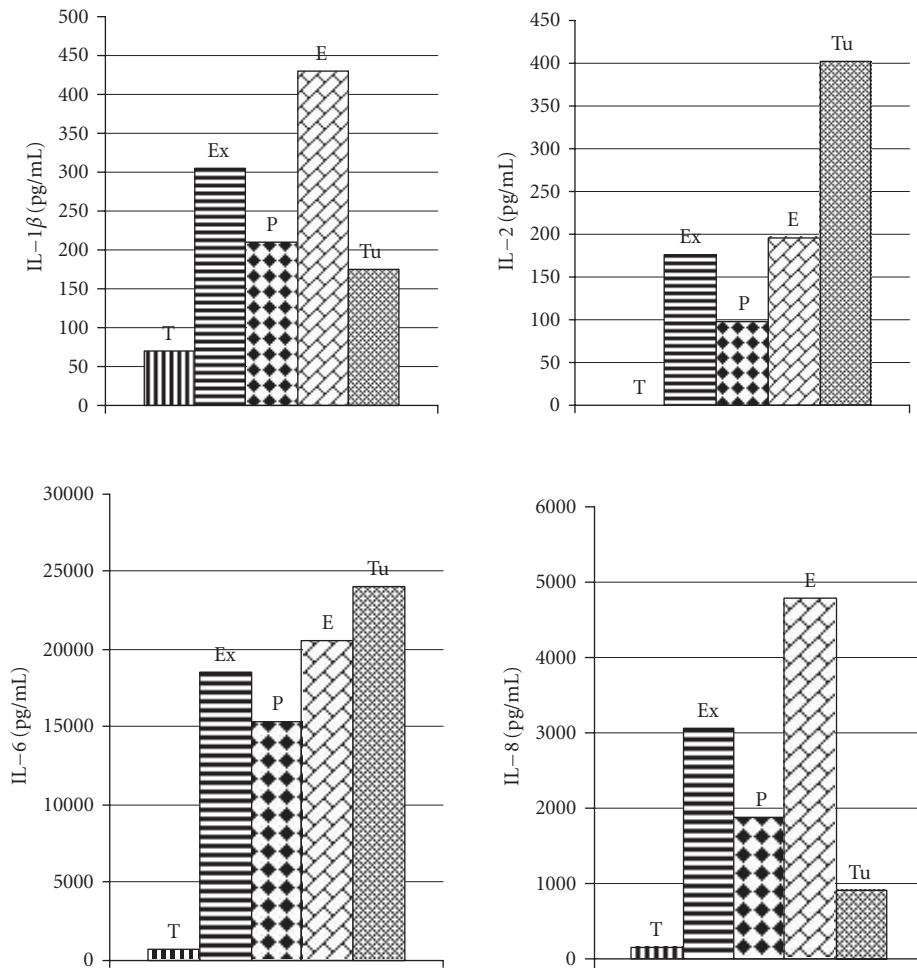 500
450
400
350
300
250
200
150
100
50
0
IL−1β (pg/mL)
T
Ex
P
E
Tu
450
400
350
300
250
200
150
100
50
0
IL−2 (pg/mL)
T
Ex
P
E
Tu
30000
25000
20000
15000
10000
5000
0
IL−6 (pg/mL)
T
Ex
P
E
Tu
6000
5000
4000
3000
2000
1000
0
IL−8 (pg/mL)
T
Ex
P
E
Tu